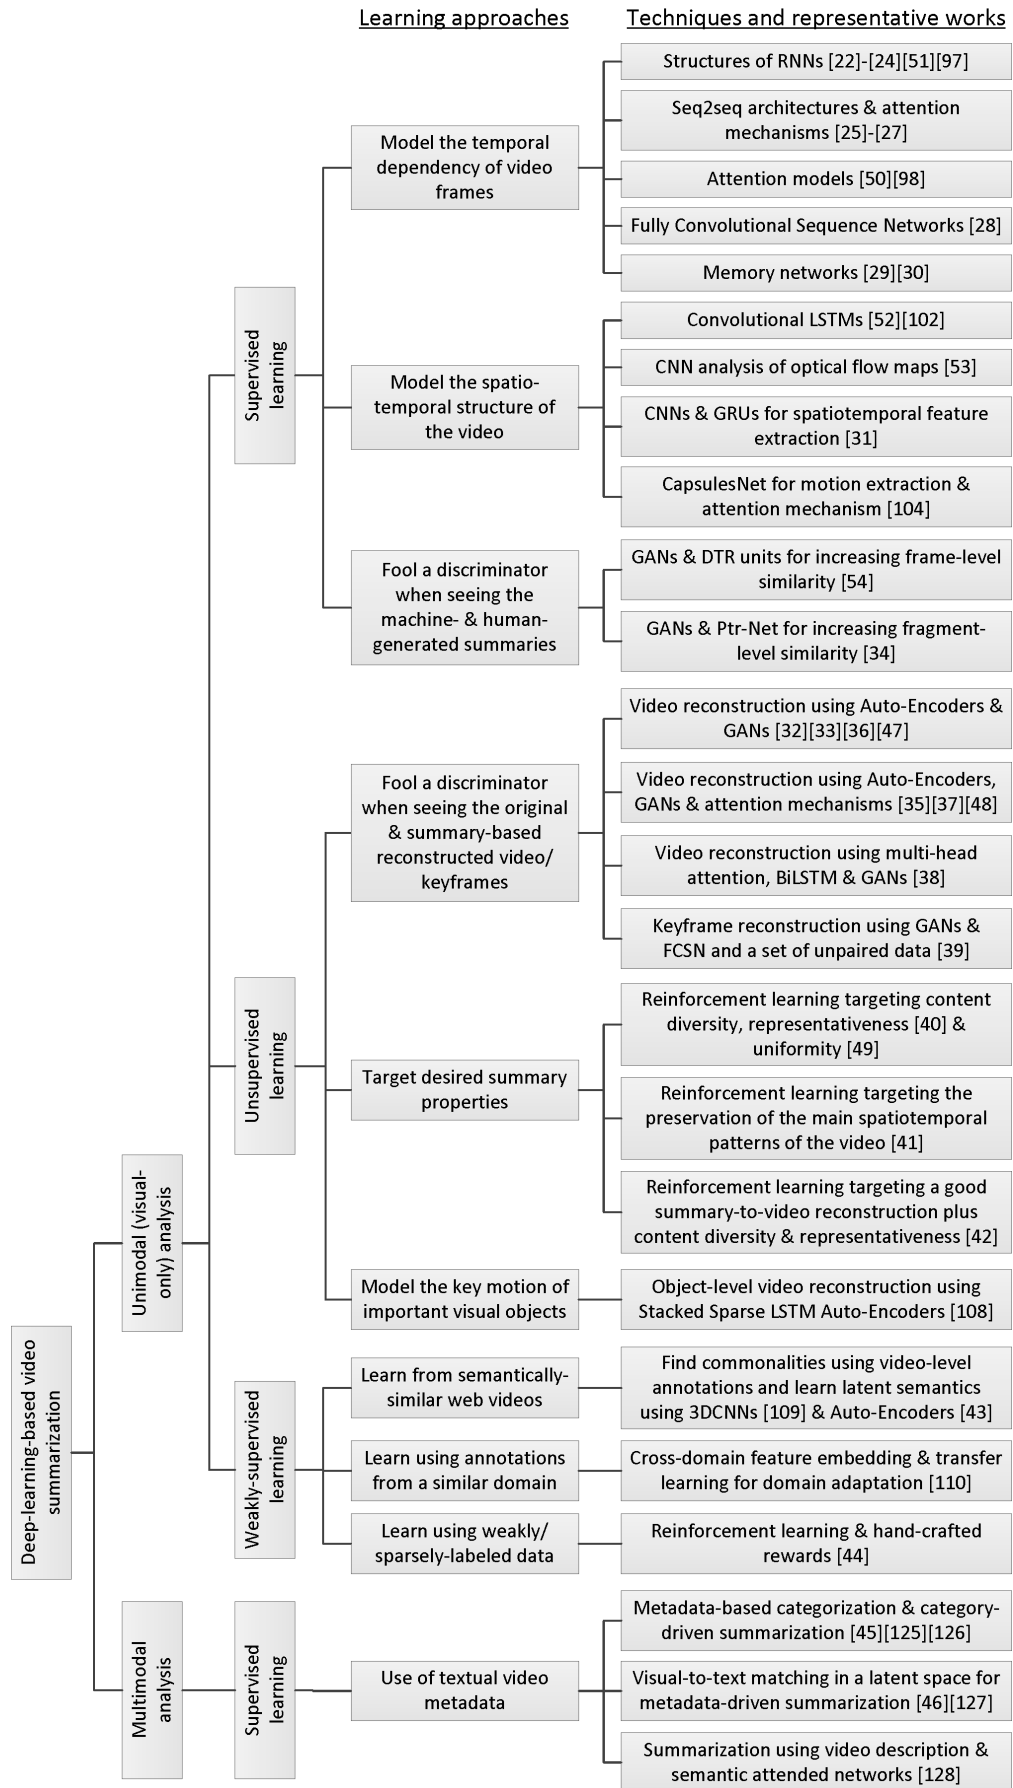 Learning approaches
Techniques and representative works
Deep-learning-based video
summarization
Unimodal (visual-
only) analysis
Supervised
learning
Model the temporal
dependency of video
frames
Structures of RNNs [22]-[24][51][97]
Seq2seq architectures & attention
mechanisms [25]-[27]
Attention models [50][98]
Fully Convolutional Sequence Networks [28]
Memory networks [29][30]
Model the spatio-
temporal structure of
the video
Convolutional LSTMs [52][102]
CNN analysis of optical flow maps [53]
CNNs & GRUs for spatiotemporal feature
extraction [31]
CapsulesNet for motion extraction &
attention mechanism [104]
Fool a discriminator
when seeing the
machine- & human-
generated summaries
GANs & DTR units for increasing frame-level
similarity [54]
GANs & Ptr-Net for increasing fragment-
level similarity [34]
Unsupervised
learning
Fool a discriminator
when seeing the original
& summary-based
reconstructed video/
keyframes
Video reconstruction using Auto-Encoders &
GANs [32][33][36][47]
Video reconstruction using Auto-Encoders,
GANs & attention mechanisms [35][37][48]
Video reconstruction using multi-head
attention, BiLSTM & GANs [38]
Keyframe reconstruction using GANs &
FCSN and a set of unpaired data [39]
Target desired summary
properties
Reinforcement learning targeting content
diversity, representativeness [40] &
uniformity [49]
Reinforcement learning targeting the
preservation of the main spatiotemporal
patterns of the video [41]
Reinforcement learning targeting a good
summary-to-video reconstruction plus
content diversity & representativeness [42]
Model the key motion of
important visual objects
Object-level video reconstruction using
Stacked Sparse LSTM Auto-Encoders [108]
Weakly-supervised
learning
Learn from semantically-
similar web videos
Find commonalities using video-level
annotations and learn latent semantics
using 3DCNNs [109] & Auto-Encoders [43]
Learn using annotations
from a similar domain
Cross-domain feature embedding & transfer
learning for domain adaptation [110]
Learn using weakly/
sparsely-labeled data
Reinforcement learning & hand-crafted
rewards [44]
Multimodal
analysis
Supervised
learning
Use of textual video
metadata
Metadata-based categorization & category-
driven summarization [45][125][126]
Visual-to-text matching in a latent space for
metadata-driven summarization [46][127]
Summarization using video description &
semantic attended networks [128]